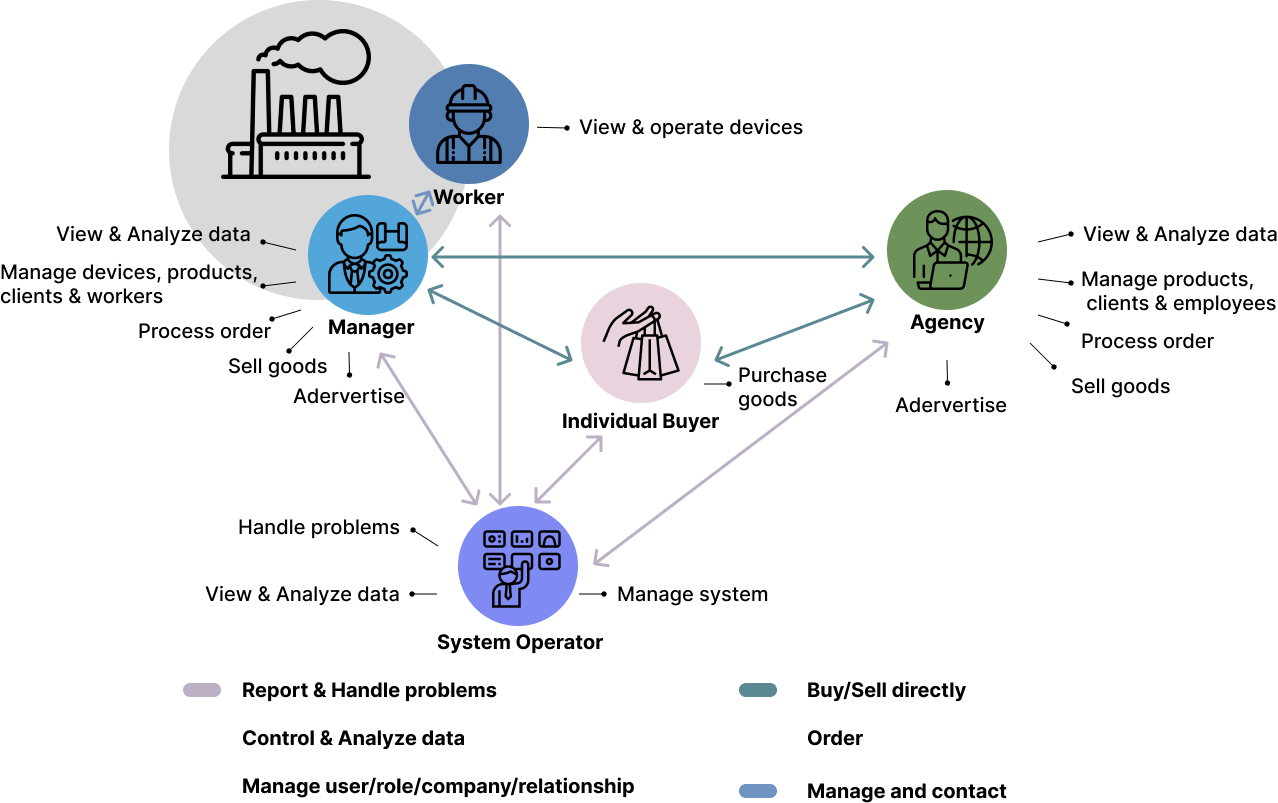 View & operate devices
Worker
View & Analyze data
Manage devices, products,
clients & workers
Process order
Manager
Sell goods
Adervertise
View & Analyze data
Manage products,
clients & employees
Agency
Process order
Sell goods
Adervertise
Purchase
goods
Individual Buyer
Handle problems
View & Analyze data
Manage system
System Operator
Report & Handle problems
Control & Analyze data
Manage user/role/company/relationship
Buy/Sell directly
Order
Manage and contact